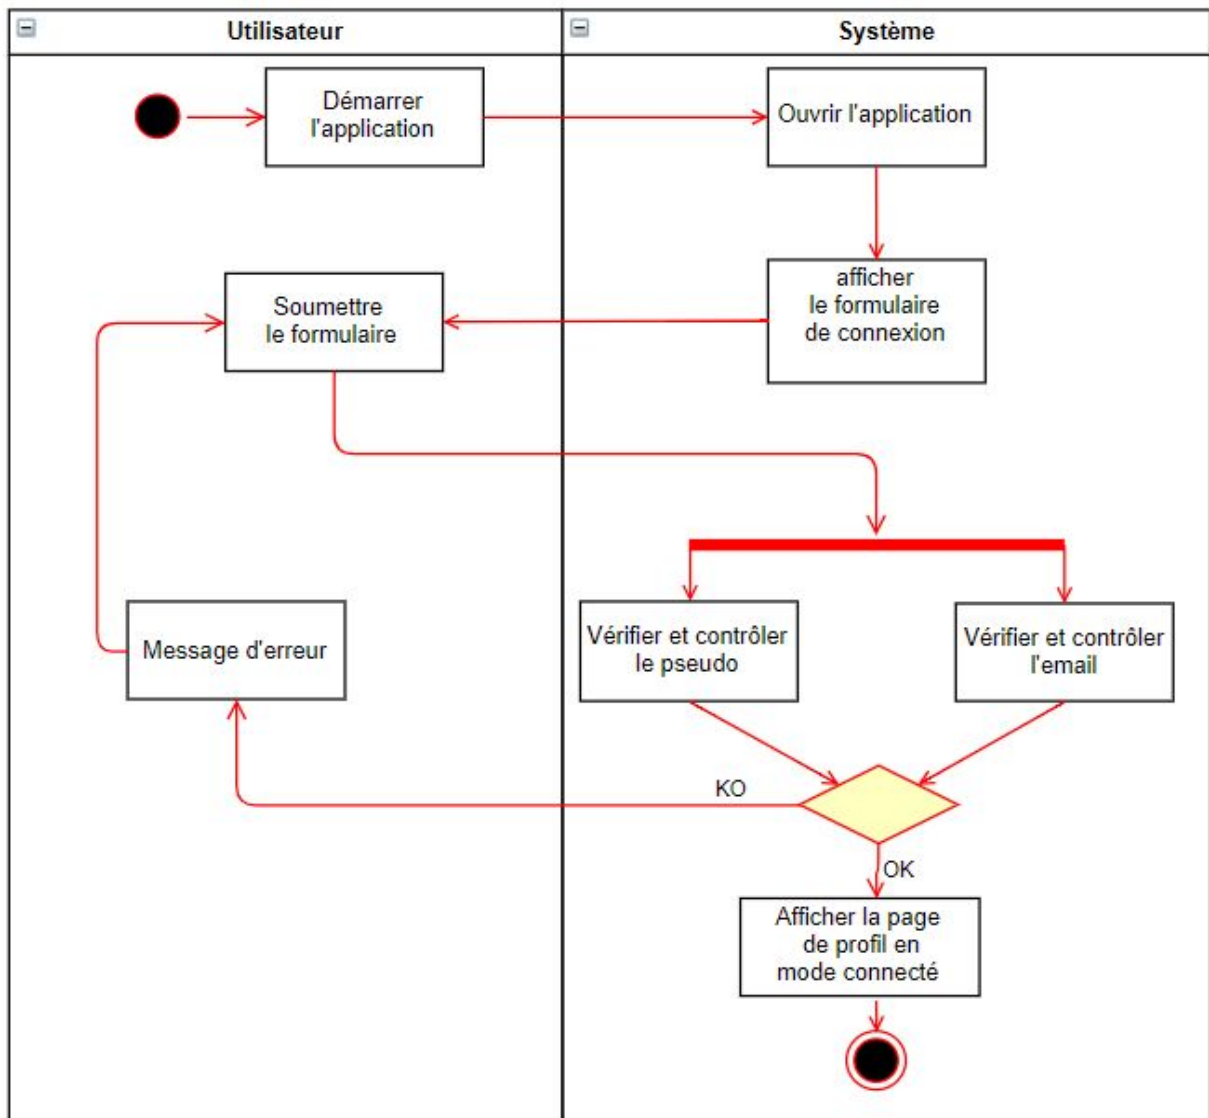 Utilisateur
Système
Démarrer
l'application
Ouvrir l'application
afficher
le formulaire
de connexion
Soumettre
le formulaire
Vérifier et contrôler
le pseudo
Vérifier et contrôler
l'email
Message d'erreur
KO
OK
Afficher la page
de profil en
mode connecté